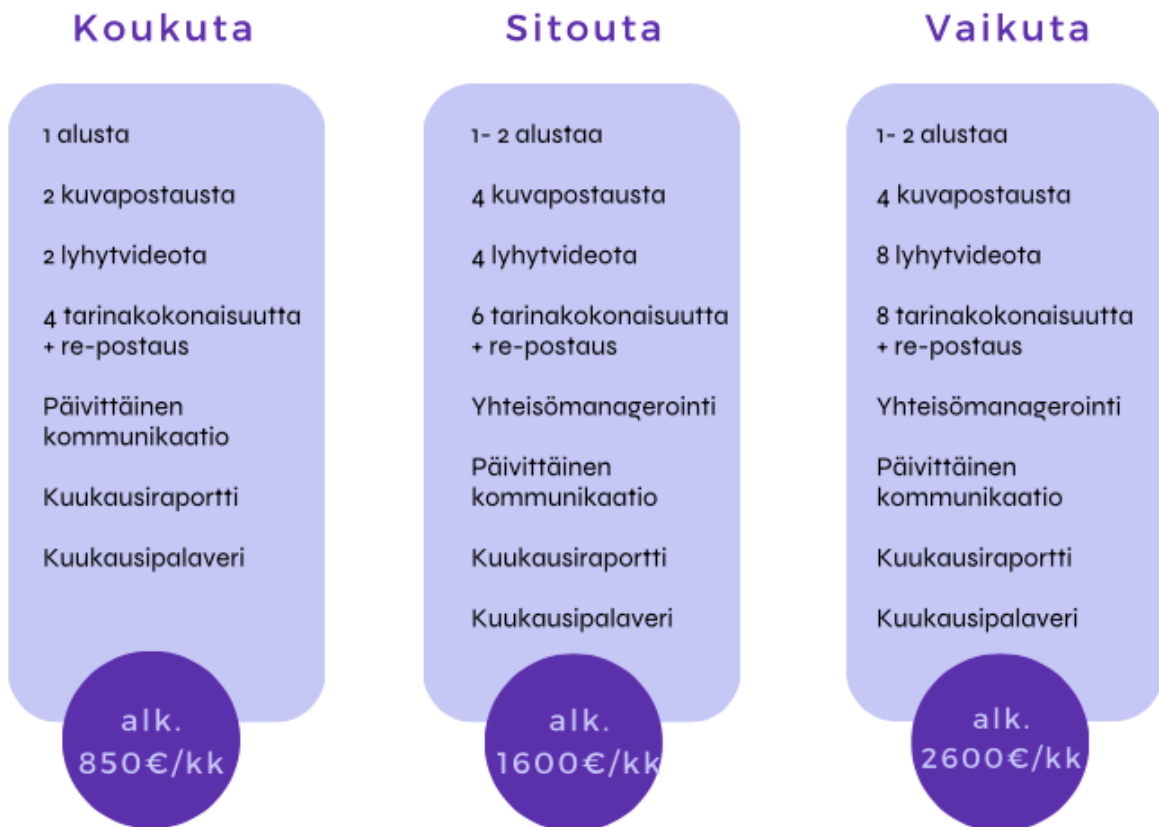 Koukuta
1 alusta
2 kuvapostausta
2 lyhytvideota
4 tarinakokonaisuutta
+ re-postaus
Päivittäinen
kommunikaatio
Kuukausiraportti
Kuukausipalaveri
alk.
850€/kk
Sitouta
1- 2 alustaa
4 kuvapostausta
4 lyhytvideota
6 tarinakokonaisuutta
+ re-postaus
Yhteisömanagerointi
Päivittäinen
kommunikaatio
Kuukausiraportti
Kuukausipalaveri
alk.
1600€/kk
Vaikuta
1- 2 alustaa
4 kuvapostausta
8 lyhytvideota
8 tarinakokonaisuutta
+ re-postaus
Yhteisömanagerointi
Päivittäinen
kommunikaatio
Kuukausiraportti
Kuukausipalaveri
alk.
2600€/kk